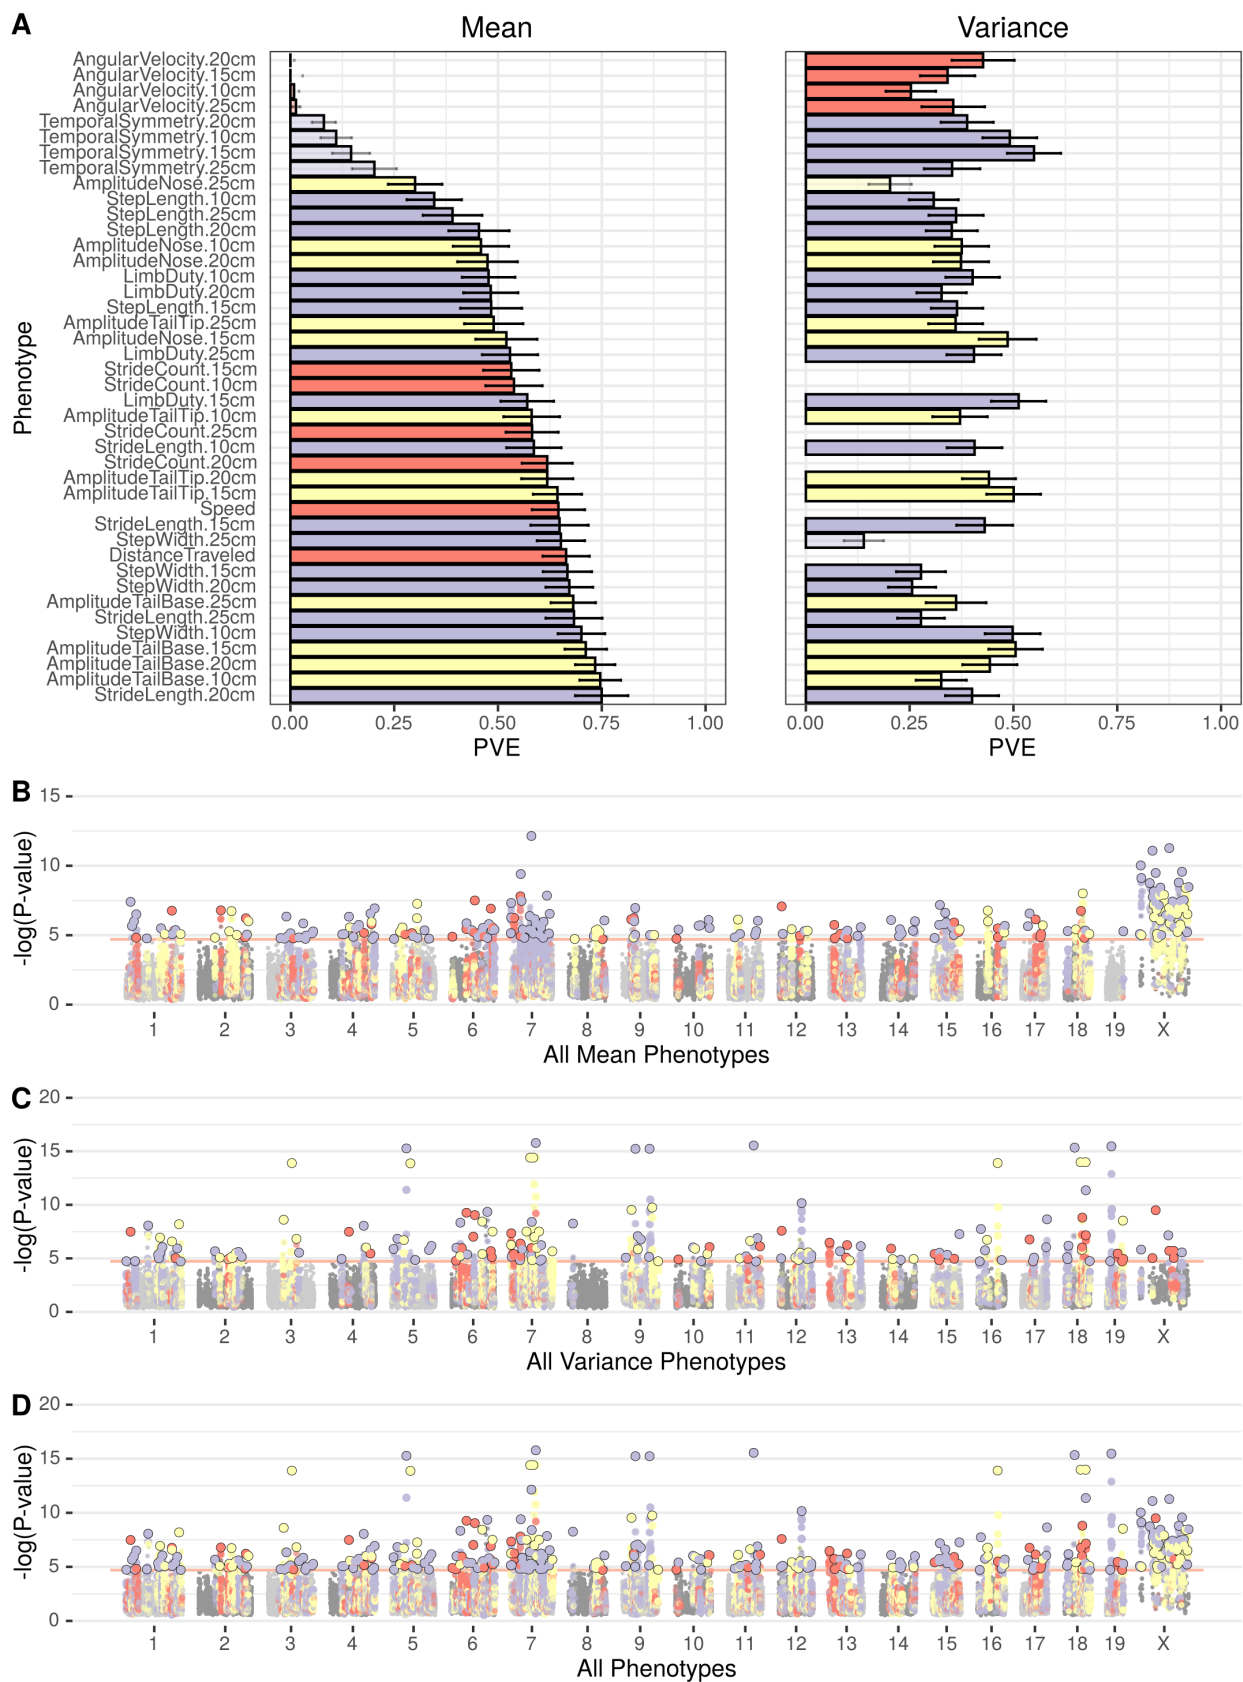 A
Mean
Variance
Phenotype
AngularVelocity.20cm
AngularVelocity.15cm
AngularVelocity.10cm
AngularVelocity.25cm
TemporalSymmetry.20cm
TemporalSymmetry.10cm
TemporalSymmetry.15cm
TemporalSymmetry.25cm
AmplitudeNose.25cm
StepLength.10cm
StepLength.25cm
StepLength.20cm
AmplitudeNose.10cm
AmplitudeNose.20cm
LimbDuty.10cm
LimbDuty.20cm
StepLength.15cm
AmplitudeTailTip.25cm
AmplitudeNose.15cm
LimbDuty.25cm
StrideCount.15cm
StrideCount.10cm
LimbDuty.15cm
AmplitudeTailTip.10cm
StrideCount.25cm
StrideLength.10cm
StrideCount.20cm
AmplitudeTailTip.20cm
AmplitudeTailTip.15cm
Speed
StrideLength.15cm
StepWidth.25cm
DistanceTraveled
StepWidth.15cm
StepWidth.20cm
AmplitudeTailBase.25cm
StrideLength.25cm
StepWidth.10cm
AmplitudeTailBase.15cm
AmplitudeTailBase.20cm
AmplitudeTailBase.10cm
StrideLength.20cm
0.00 0.25 0.50 0.75 1.00
PVE
0.00 0.25 0.50 0.75 1.00
PVE
B
-log(P-value)
15
10
5
0
1 2 3 4 5 6 7 8 9 10 11 12 13 14 15 16 17 18 19 X
All Mean Phenotypes
C
-log(P-value)
20
15
10
5
0
1 2 3 4 5 6 7 8 9 10 11 12 13 14 15 16 17 18 19 X
All Variance Phenotypes
D
-log(P-value)
20
15
10
5
0
1 2 3 4 5 6 7 8 9 10 11 12 13 14 15 16 17 18 19 X
All Phenotypes